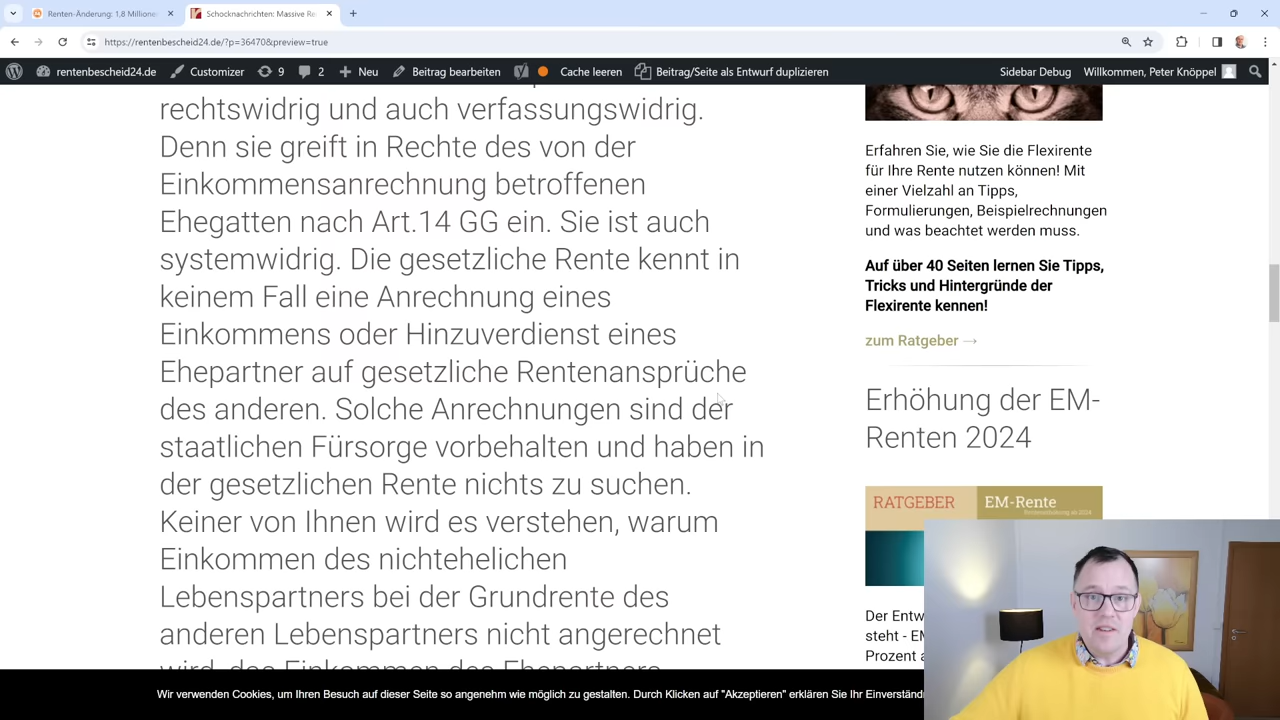 Renten-Änderung: 1,8 Millionen
Schocknachrichten: Massive Re
https://rentenbescheid24.de/?p=36470&preview=true
rentenbescheid24.de Customizer 9 2 Neu Beitrag bearbeiten Cache leeren Beitrag/Seite als Entwurf duplizieren Sidebar Debug Willkommen, Peter Knöppel
rechtswidrig und auch verfassungswidrig.
Denn sie greift in Rechte des von der
Einkommensanrechnung betroffenen
Ehegatten nach Art.14 GG ein. Sie ist auch
systemwidrig. Die gesetzliche Rente kennt in
keinem Fall eine Anrechnung eines
Einkommens oder Hinzuverdienst eines
Ehepartner auf gesetzliche Rentenansprüche
des anderen. Solche Anrechnungen sind der
staatlichen Fürsorge vorbehalten und haben in
der gesetzlichen Rente nichts zu suchen.
Keiner von Ihnen wird es verstehen, warum
Einkommen des nichtehelichen
Lebenspartners bei der Grundrente des
anderen Lebenspartners nicht angerechnet
wird, das Einkommen des Ehepartners
Erfahren Sie, wie Sie die Flexirente
für Ihre Rente nutzen können! Mit
einer Vielzahl an Tipps,
Formulierungen, Beispielrechnungen
und was beachtet werden muss.
Auf über 40 Seiten lernen Sie Tipps,
Tricks und Hintergründe der
Flexirente kennen!
zum Ratgeber →
Erhöhung der EM-
Renten 2024
RATGEBER EM-Rente
Der Entw
steht - EM
Prozent a
Wir verwenden Cookies, um Ihren Besuch auf dieser Seite so angenehm wie möglich zu gestalten. Durch Klicken auf "Akzeptieren" erklären Sie Ihr Einverständ